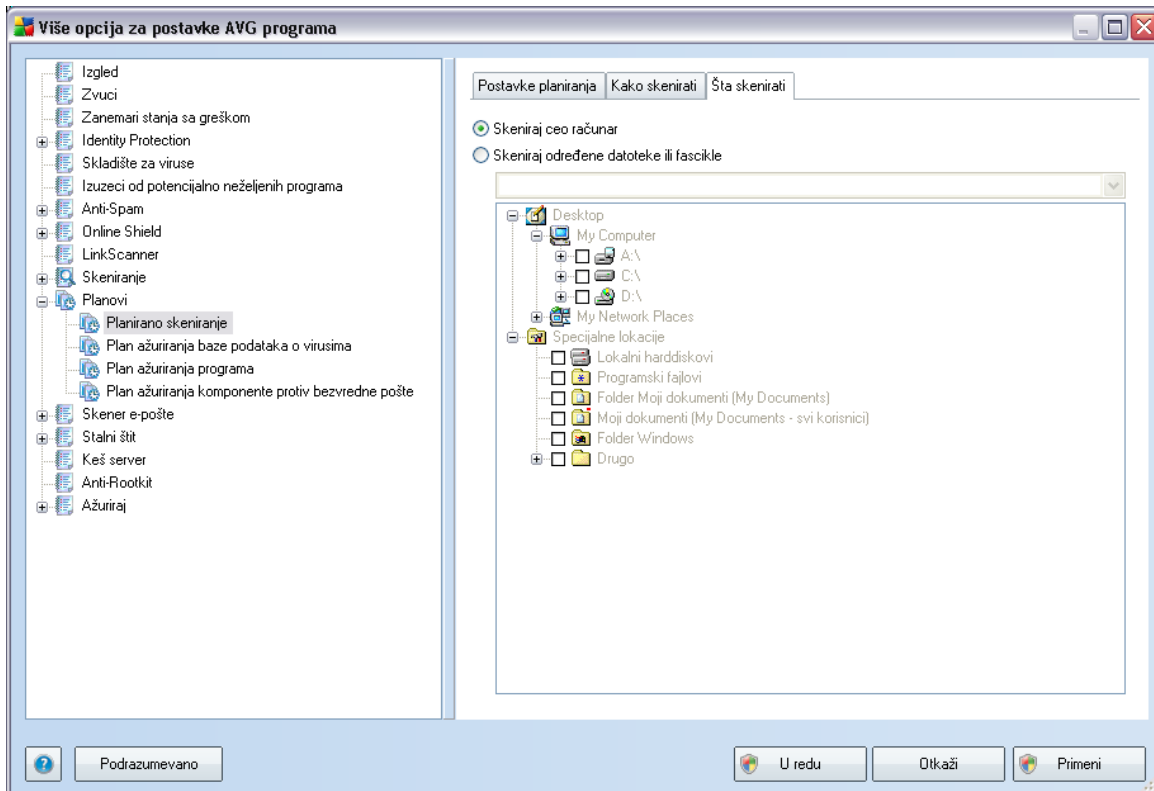 Više opcija za postavke AVG programa
Izgled
Zvuci
Zanemari stanja sa greškom
Identity Protection
Skladište za viruse
Izuzeci od potencijalno neželjenih programa
Anti-Spam
Online Shield
LinkScanner
Skeniranje
Planovi
Planirano skeniranje
Plan ažuriranja baze podataka o virusima
Plan ažuriranja programa
Plan ažuriranja komponente protiv bezvredne pošte
Skener e-pošte
Stalni štit
Keš server
Anti-Rootkit
Ažuriraj
Postavke planiranja Kako skenirati Šta skenirati
Skeniraj ceo računar
Skeniraj određene datoteke ili fascikle
Desktop
My Computer
A:\
C:\
D:\
My Network Places
Specijalne lokacije
Lokalni harddiskovi
Programski fajlovi
Folder Moji dokumenti (My Documents)
Moji dokumenti (My Documents - svi korisnici)
Folder Windows
Drugo
Podrazumevano U redu Otkaži Primeni